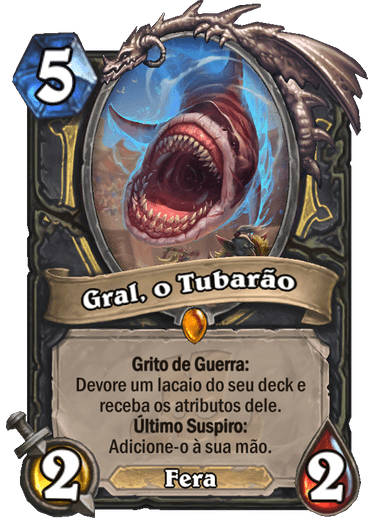 5
Gral, o Tubarão
Grito de Guerra:
Devore um lacaio do seu deck e
receba os atributos dele.
Último Suspiro:
Adicione-o à sua mão.
2
Fera
2